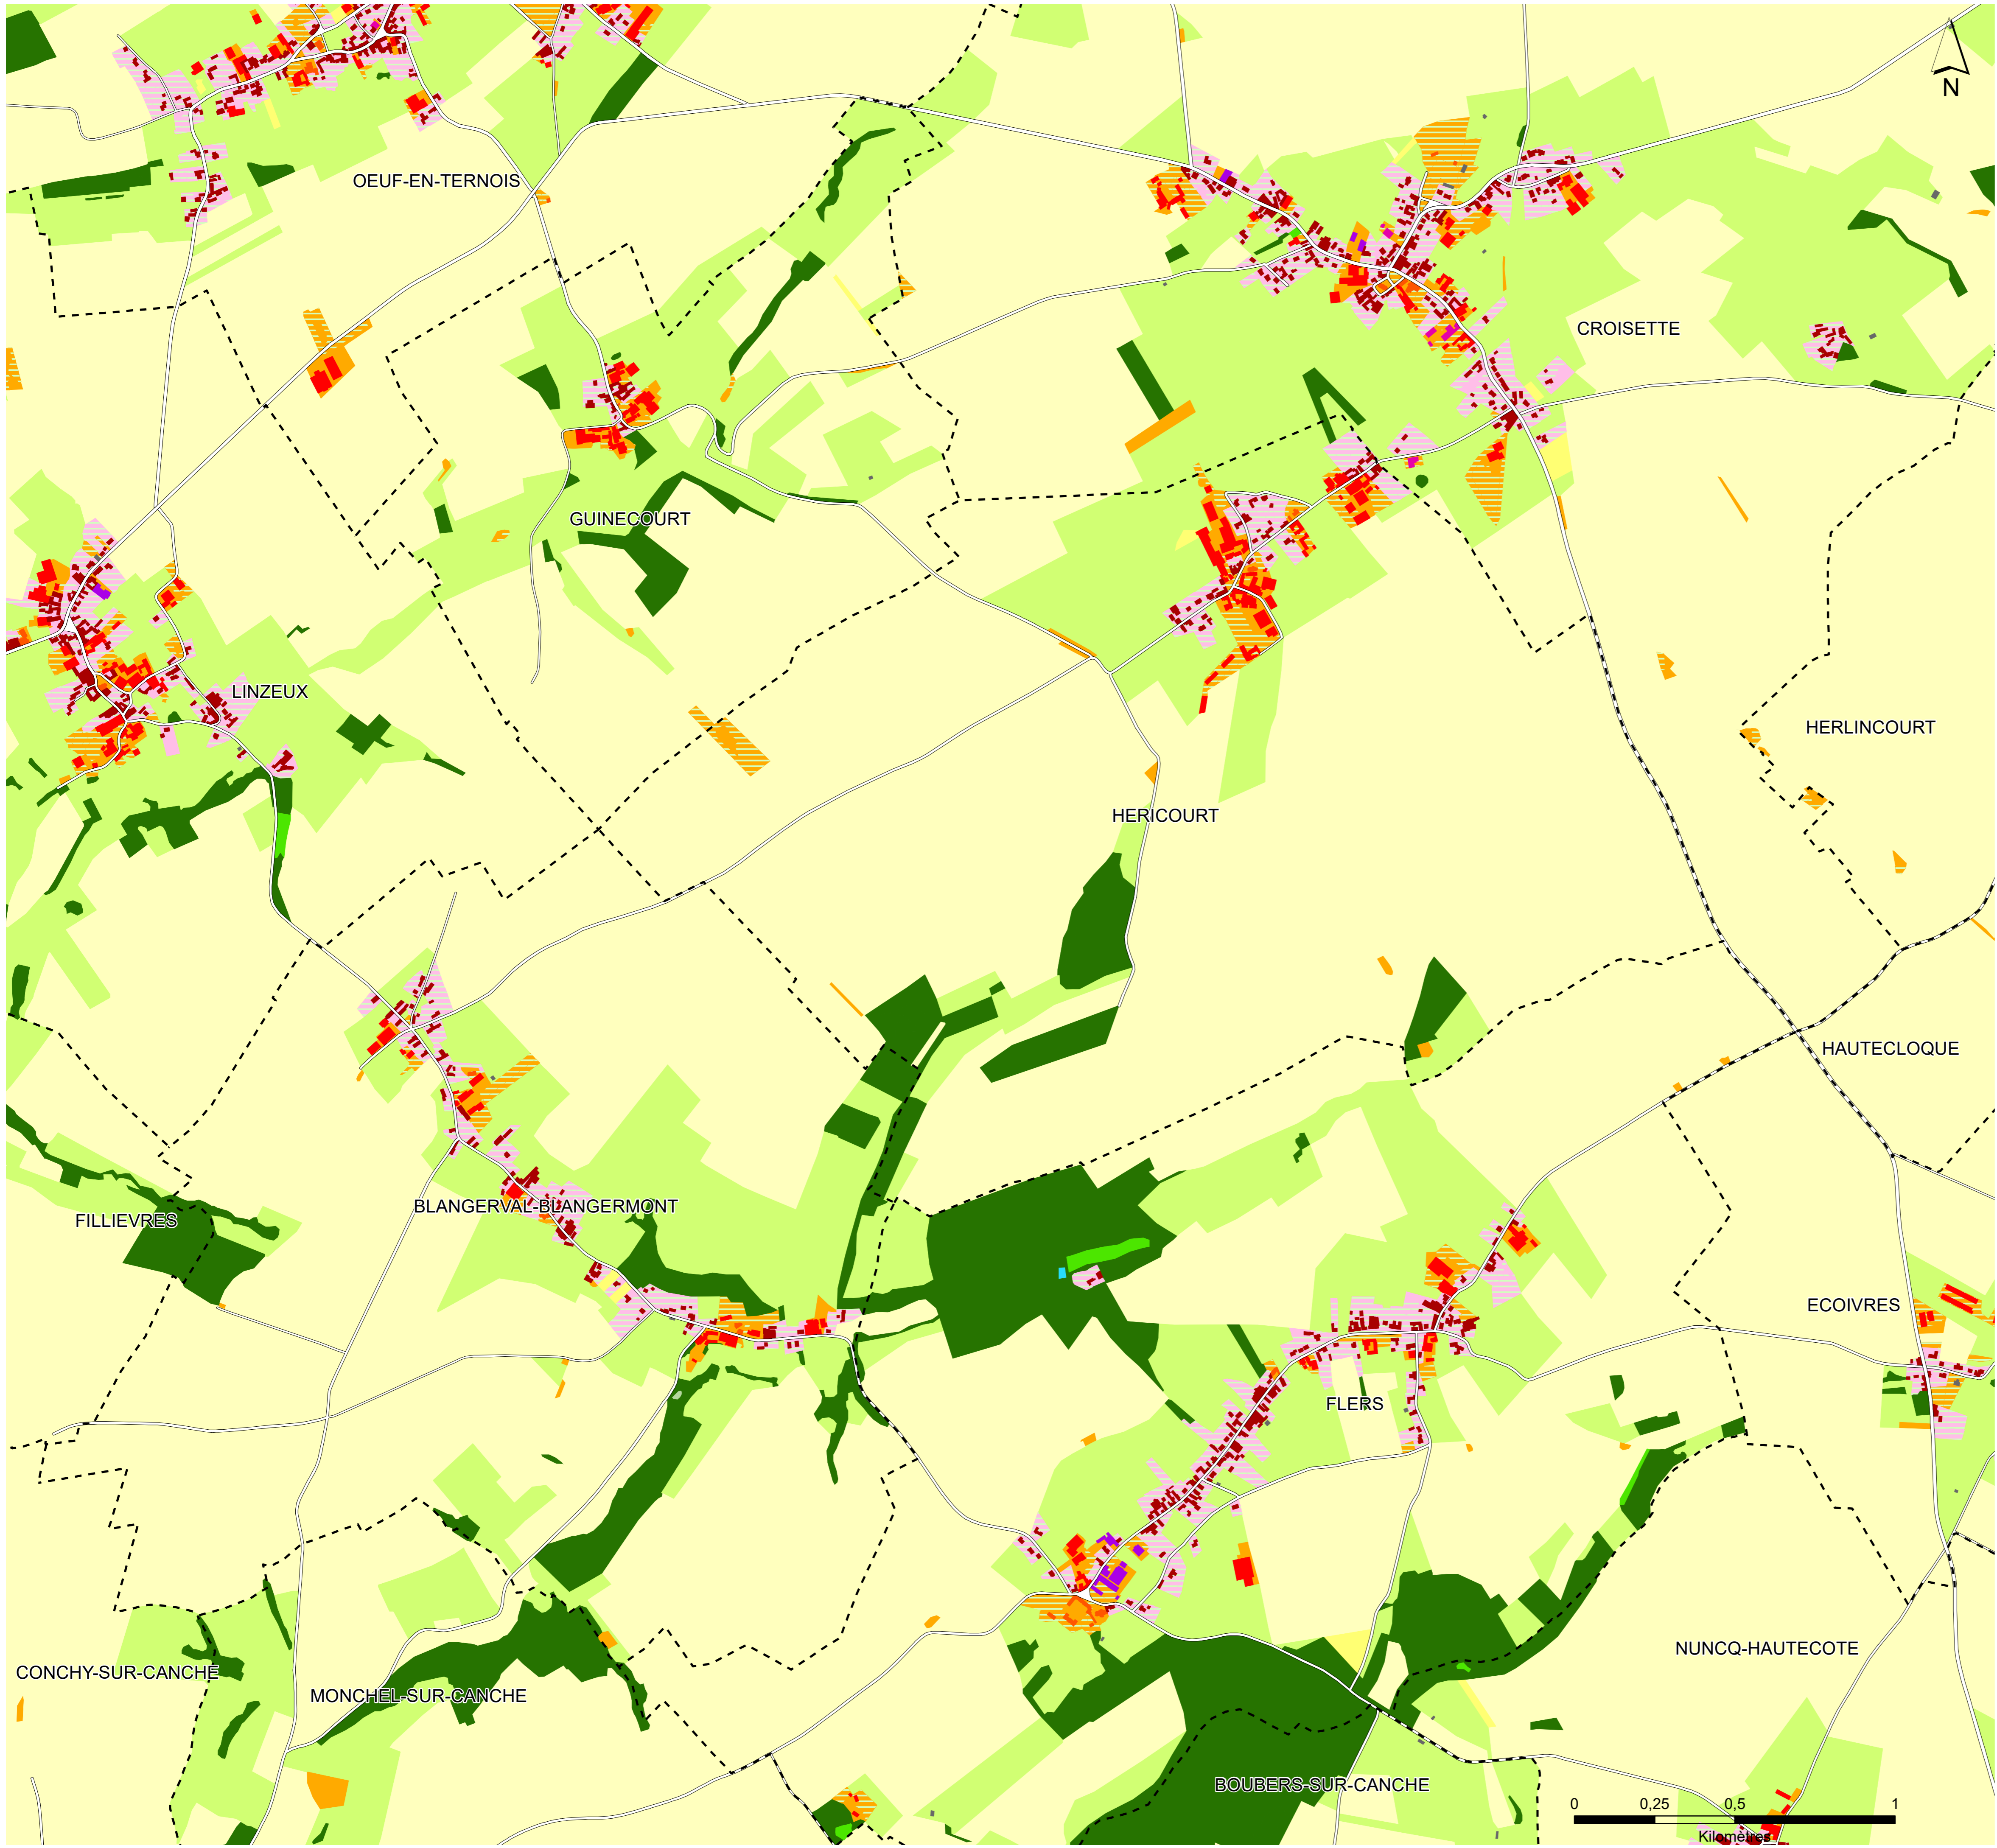 N
OEUF-EN-TERNOIS
CROISETTE
GUINECOURT
LINZEUX
HERLINCOURT
HERICOURT
HAUTECLOQUE
BLANGERVAL-BLANGERMONT
FILLIEVRES
ECOIVRES
FLERS
NUNCQ-HAUTECOTE
CONCHY-SUR-CANCHE
MONCHEL-SUR-CANCHE
BOUBERS-SUR-CANCHE
0 0,25 0,5 1
Kilomètres